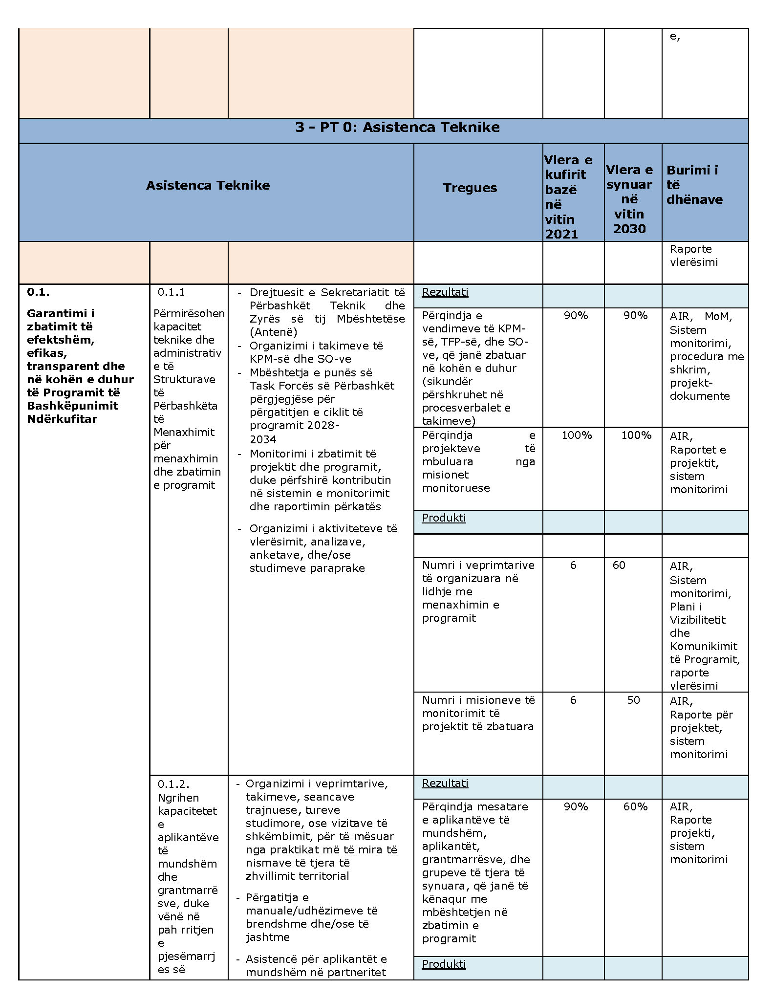 e,
3 - PT 0: Asistenca Teknike
Asistenca Teknike
Tregues
Vlera e
kufirit
bazë
në
vitin
2021
Vlera e
synuar
në
vitin
2030
Burimi i
të
dhënave
Raporte
vlerësimi
0.1.
Garantimi i
zbatimit të
efektshëm,
efikas,
transparent dhe
në kohën e duhur
të Programit të
Bashkëpunimit
Ndërkufitar
0.1.1
Përmirësohen
kapacitet
teknike dhe
administrativ
e të
Strukturave
të
Përbashkëta
të
Menaxhimit
për
menaxhimin
dhe zbatimin
e programit
- Drejtuesit e Sekretariatit të
Përbashkët Teknik dhe
Zyrës së tij Mbështetëse
(Antenë)
- Organizimi i takimeve të
KPM-së dhe SO-ve
- Mbështetja e punës së
Task Forcës së Përbashkët
përgjegjëse për
përgatitjen e ciklit të
programit 2028-
2034
- Monitorimi i zbatimit të
projektit dhe programit,
duke përfshirë kontributin
në sistemin e monitorimit
dhe raportimin përkatës
- Organizimi i aktiviteteve të
vlerësimit, analizave,
anketave, dhe/ose
studimeve paraprake
Rezultati
Përqindja e
vendimeve të KPM-
së, TFP-së, dhe SO-
ve, që janë zbatuar
në kohën e duhur
(sikundër
përshkruhet në
procesverbalet e
takimeve)
90%
90%
AIR, MoM,
Sistem
monitorimi,
procedura me
shkrim,
projekt-
dokumente
Përqindja e
projekteve të
mbuluara nga
misionet
monitoruese
100%
100%
AIR,
Raportet e
projektit,
sistem
monitorimi
Produkti
Numri i veprimtarive
të organizuara në
lidhje me
menaxhimin e
programit
6
60
AIR,
Sistem
monitorimi,
Plani i
Vizibilitetit
dhe
Komunikimit
të Programit,
raporte
vlerësimi
Numri i misioneve të
monitorimit të
projektit të zbatuara
6
50
AIR,
Raporte për
projektet,
sistem
monitorimi
0.1.2.
Ngrihen
kapacitetet
e
aplikantëve
të
mundshëm
dhe
grantmarrë
sve, duke
vënë në
pah rritjen
e
pjesëmarrj
es së
- Organizimi i veprimtarive,
takimeve, seancave
trajnuese, tureve
studimore, ose vizitave të
shkëmbimit, për të mësuar
nga praktikat më të mira të
nismave të tjera të
zhvillimit territorial
- Përgatitja e
manuale/udhëzimeve të
brendshme dhe/ose të
jashtme
- Asistencë për aplikantët e
mundshëm në partneritet
Rezultati
Përqindja mesatare
e aplikantëve të
mundshëm,
aplikantët,
grantmarrësve, dhe
grupeve të tjera të
synuara, që janë të
kënaqur me
mbështetjen në
zbatimin e
programit
90%
60%
AIR,
Raporte
projekti,
sistem
monitorimi
Produkti